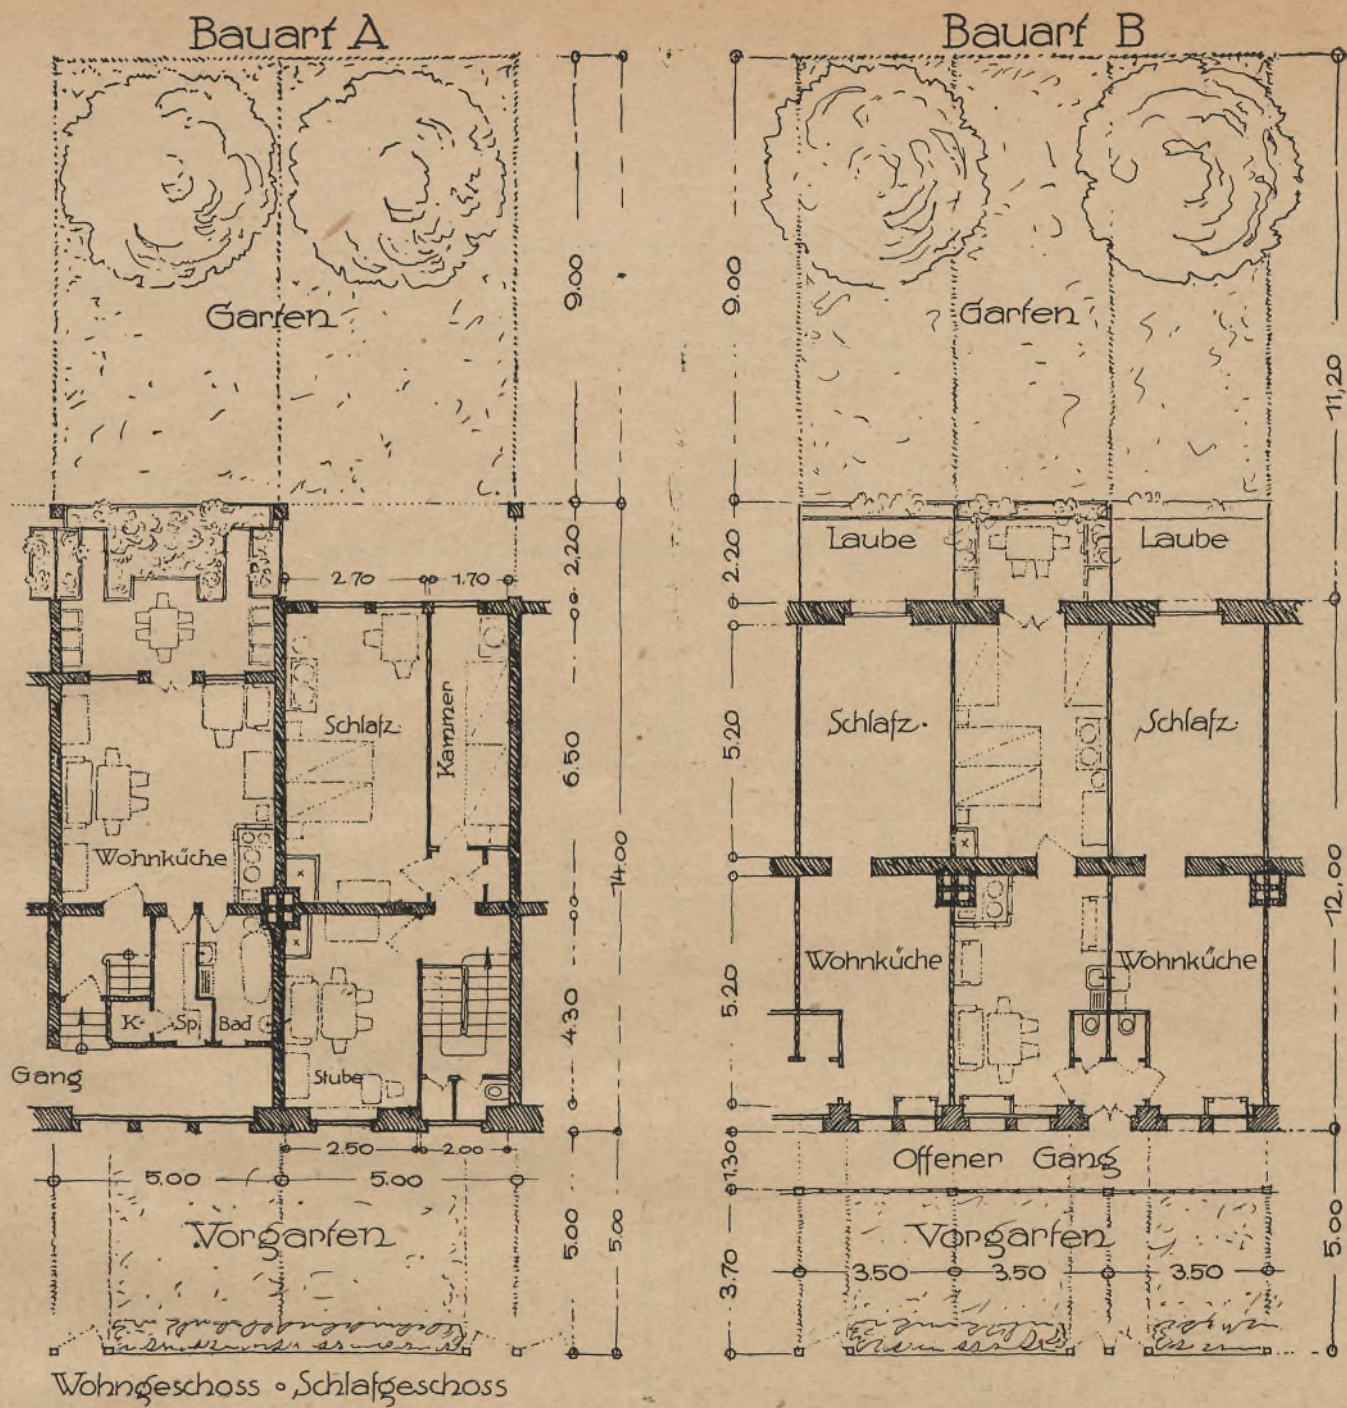 Bauart A
Garten
9.00
2,20
2.70
1.70
Schlafz.
Kammer
6.50
14.00
Wohnküche
x
x
K.
Sp.
Bad
4.30
Gang
Stube
2.50
2.00
5.00
5.00
Vorgarten
5.00
5.00
Wohngeschoss • Schlafgeschoss
Bauart B
9.00
Garten
11,20
2.20
Laube
Laube
5.20
Schlafz.
Schlafz.
x
12.00
Wohnküche
Wohnküche
5.20
1.30
Offener Gang
Vorgarten
3.70
3.50
3.50
3.50
5.00